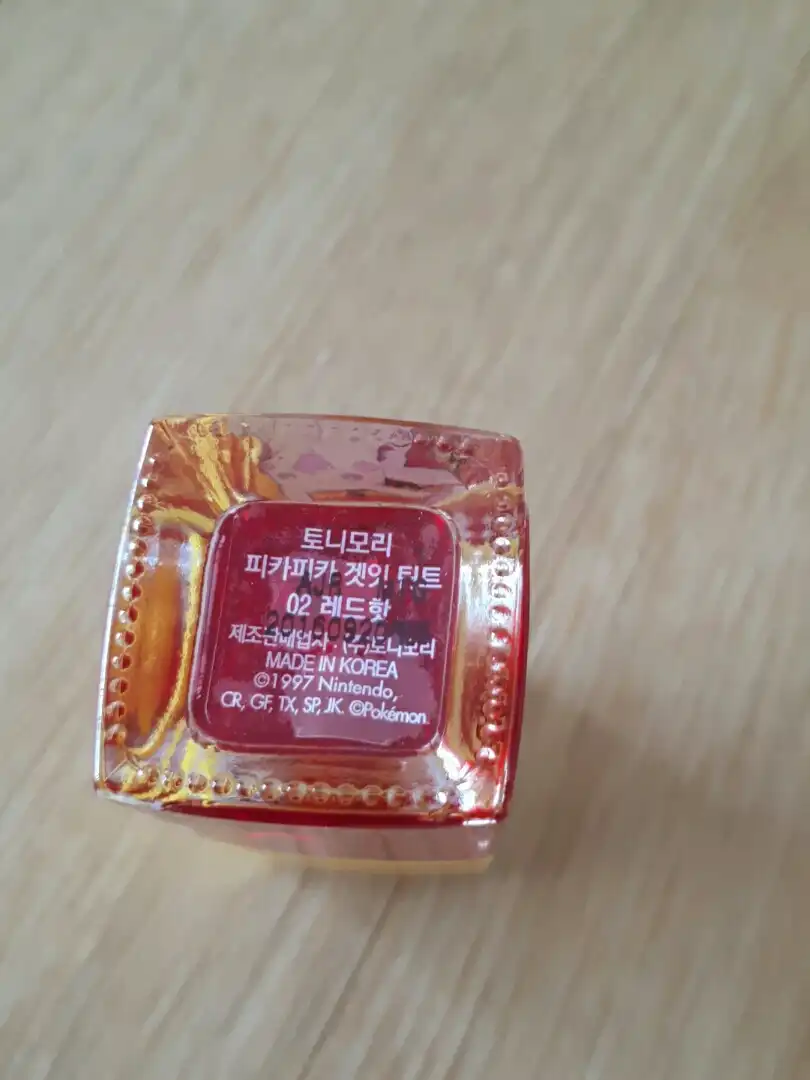 토니모리
피카피카 겟잇 틴트
02 레드핫
20160920
제조판매업자 : (주)토니모리
MADE IN KOREA
©1997 Nintendo,
CR, GF, TX, SP, JK. ©Pokémon.